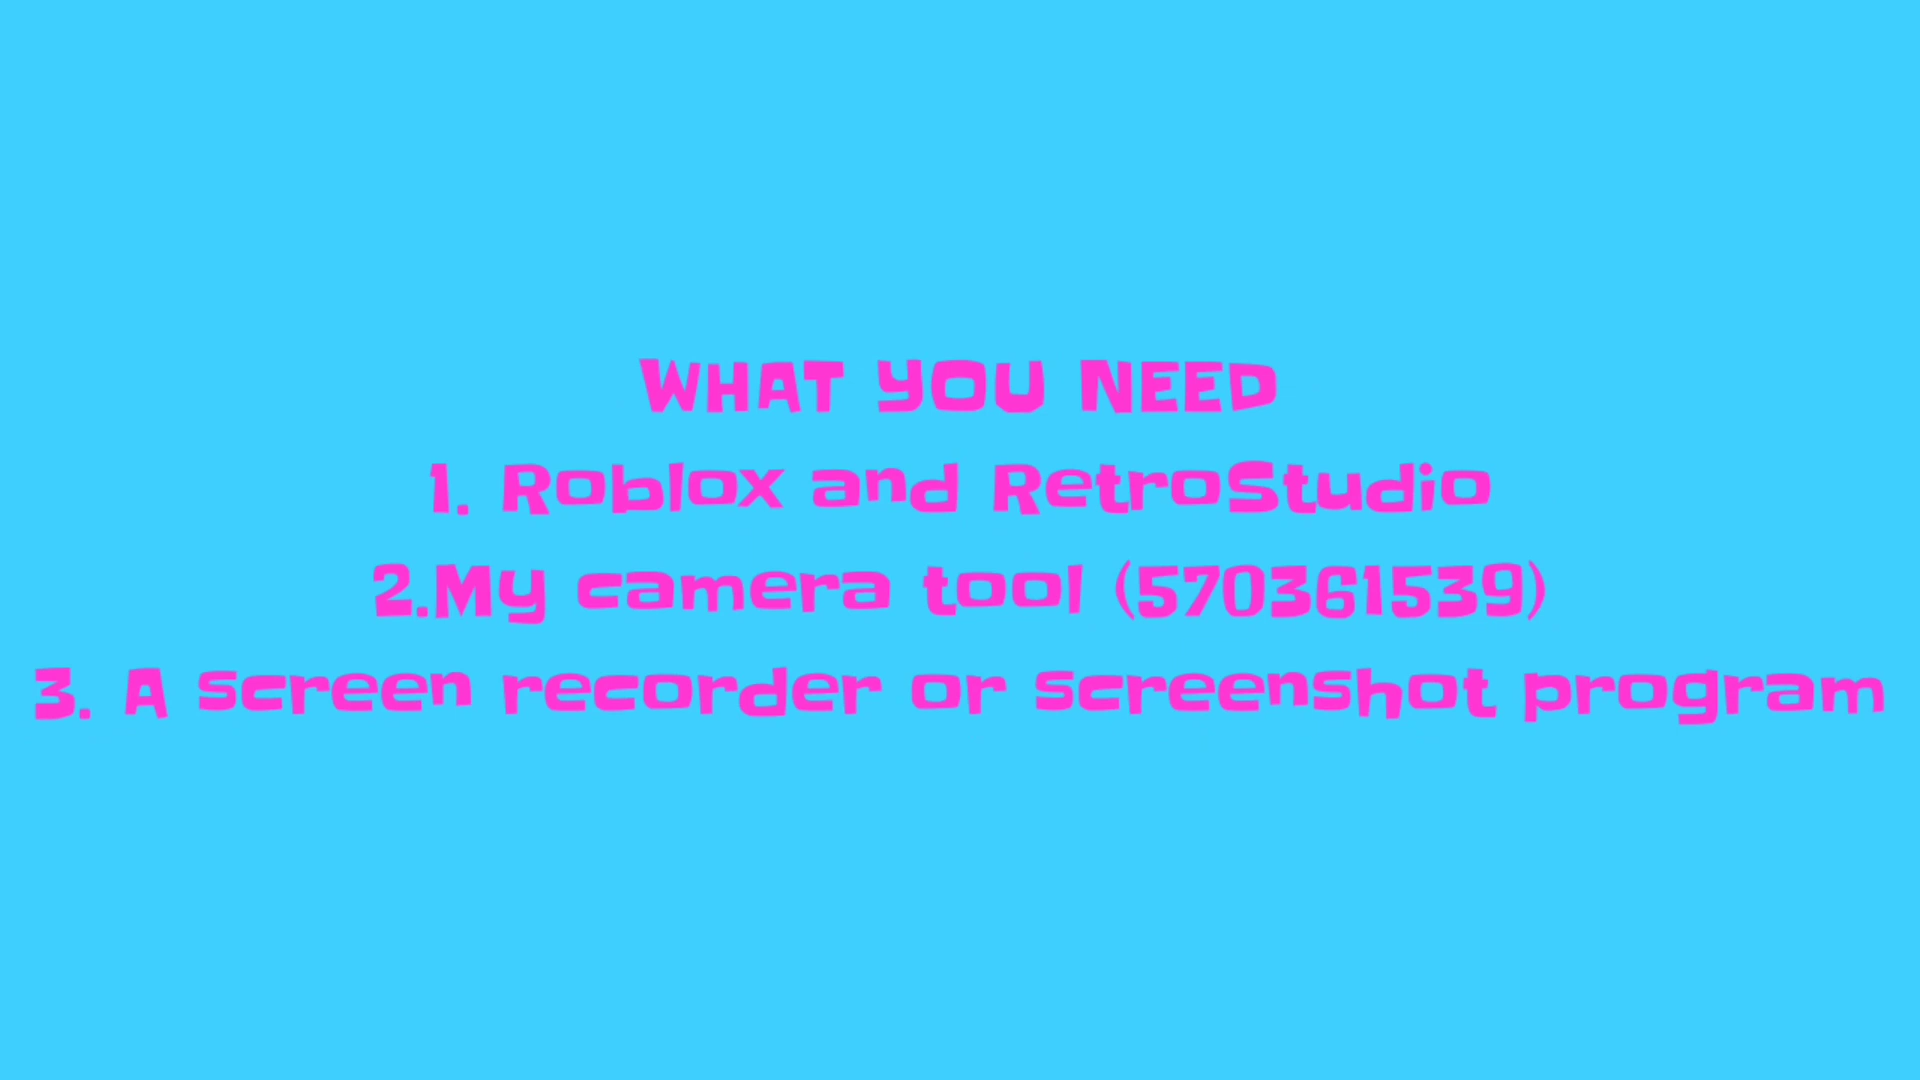 WHAT YOU NEED
1. Roblox and RetroStudio
2.My camera tool (570361539)
3. A screen recorder or screenshot program